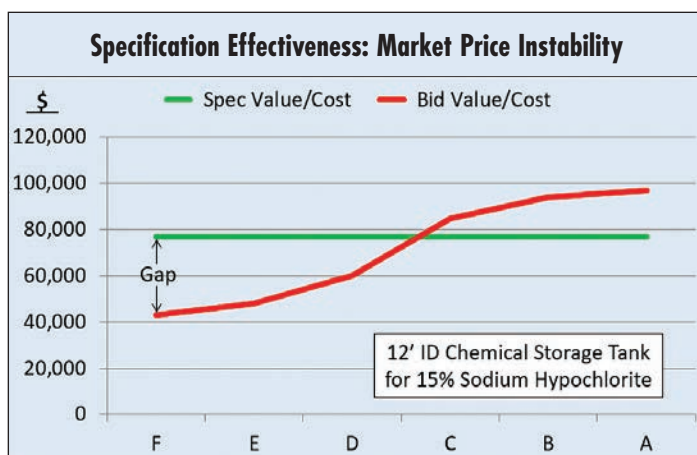 Specification Effectiveness: Market Price Instability
$
Spec Value/Cost Bid Value/Cost
120,000
100,000
80,000
Gap
60,000
40,000
20,000
0
12’ ID Chemical Storage Tank
for 15% Sodium Hypochlorite
F E D C B A